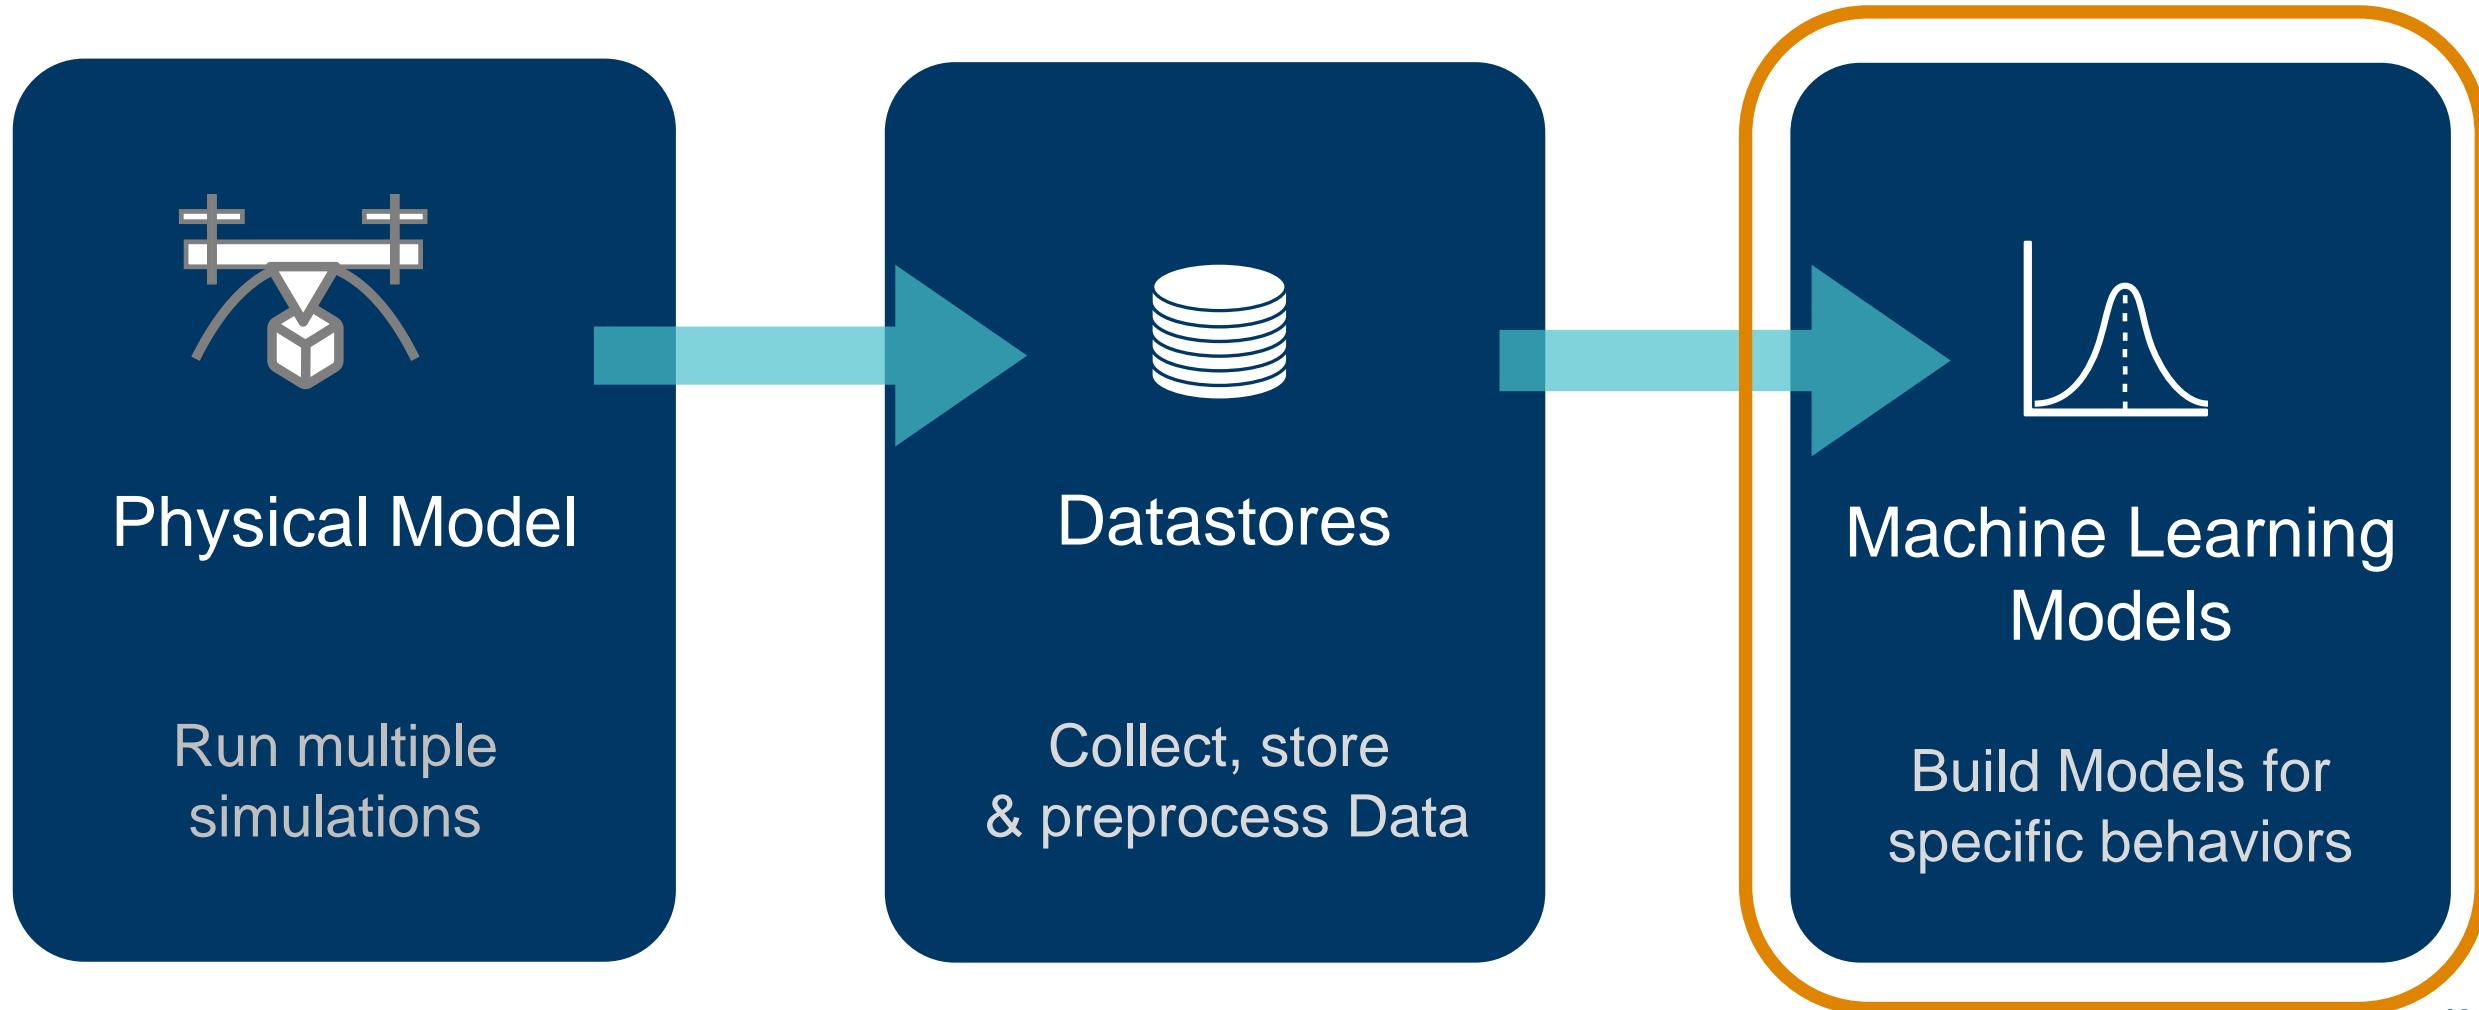 Physical Model
Run multiple
simulations
Datastores
Collect, store
& preprocess Data
Machine Learning
Models
Build Models for
specific behaviors